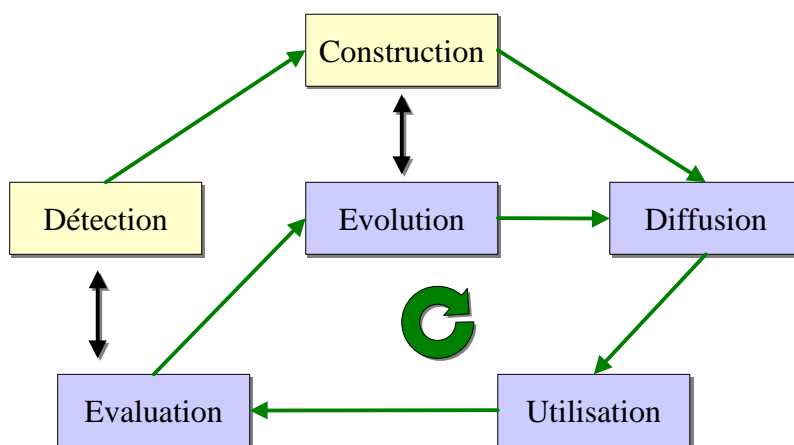 Construction
Détection
Evolution
Diffusion
Evaluation
Utilisation